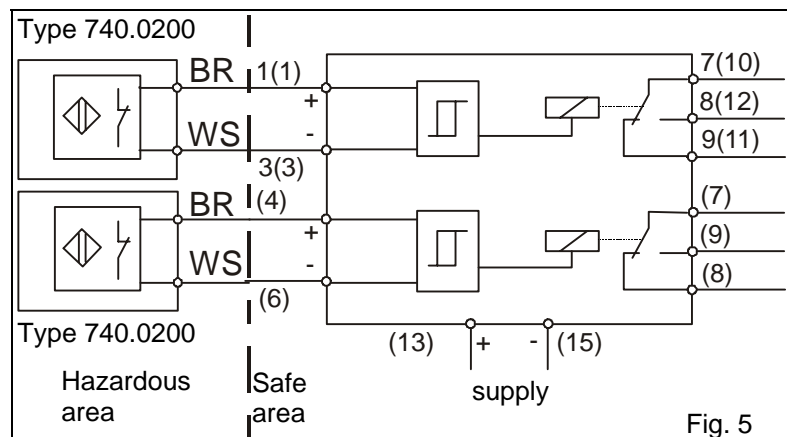 Type 740.0200
BR 1(1)
+
-
WS
3(3)
BR (4)
+
-
WS
(6)
Type 740.0200
7(10)
8(12)
9(11)
(7)
(9)
(8)
(13) + - (15)
supply
Hazardous
area
Safe
area
Fig. 5